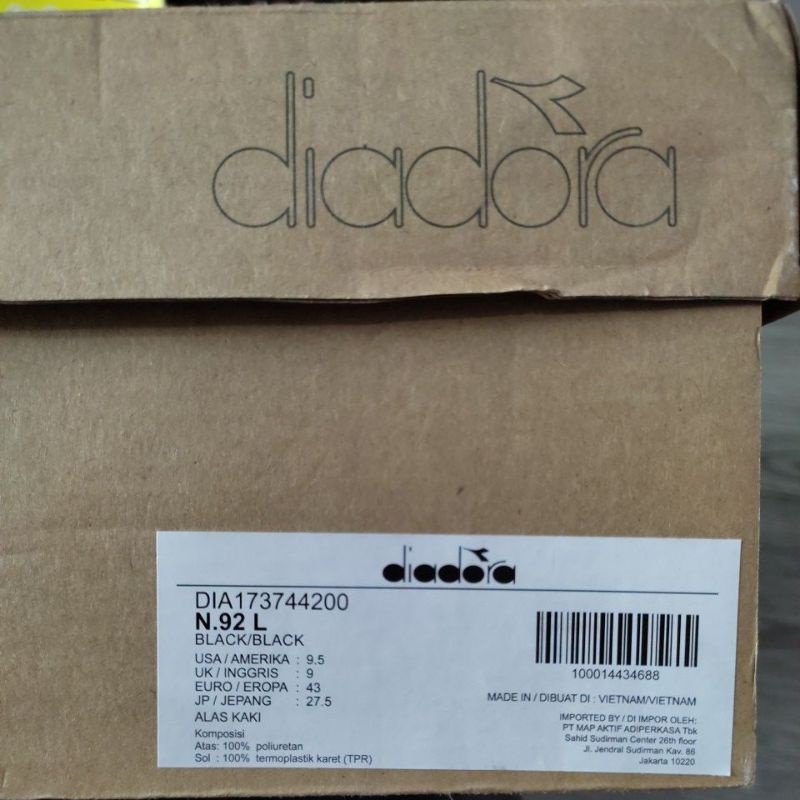 diadora
diadora
DIA173744200
N.92 L
BLACK/BLACK
USA / AMERIKA : 9.5
UK / INGGRIS : 9
EURO / EROPA : 43
JP / JEPANG : 27.5
ALAS KAKI
Komposisi
Atas: 100% poliuretan
Sol : 100% termoplastik karet (TPR)
100014434688
MADE IN / DIBUAT DI : VIETNAM/VIETNAM
IMPORTED BY / DI IMPOR OLEH:
PT MAP AKTIF ADIPERKASA Tbk
Sahid Sudirman Center 26th floor
Jl. Jendral Sudirman Kav. 86
Jakarta 10220